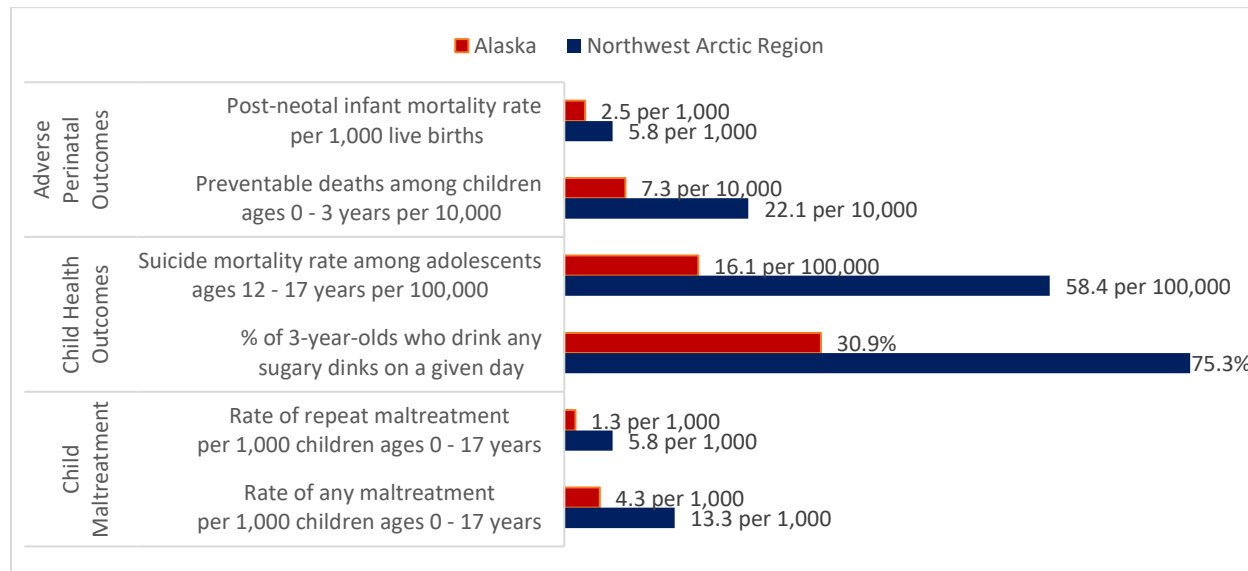 Alaska
Northwest Arctic Region
Adverse
Perinatal
Outcomes
Post-neotal infant mortality rate
per 1,000 live births
2.5 per 1,000
5.8 per 1,000
Preventable deaths among children
ages 0 - 3 years per 10,000
7.3 per 10,000
22.1 per 10,000
Child Health
Outcomes
Suicide mortality rate among adolescents
ages 12 - 17 years per 100,000
16.1 per 100,000
58.4 per 100,000
% of 3-year-olds who drink any
sugary dinks on a given day
30.9%
75.3%
Child
Maltreatment
Rate of repeat maltreatment
per 1,000 children ages 0 - 17 years
1.3 per 1,000
5.8 per 1,000
Rate of any maltreatment
per 1,000 children ages 0 - 17 years
4.3 per 1,000
13.3 per 1,000